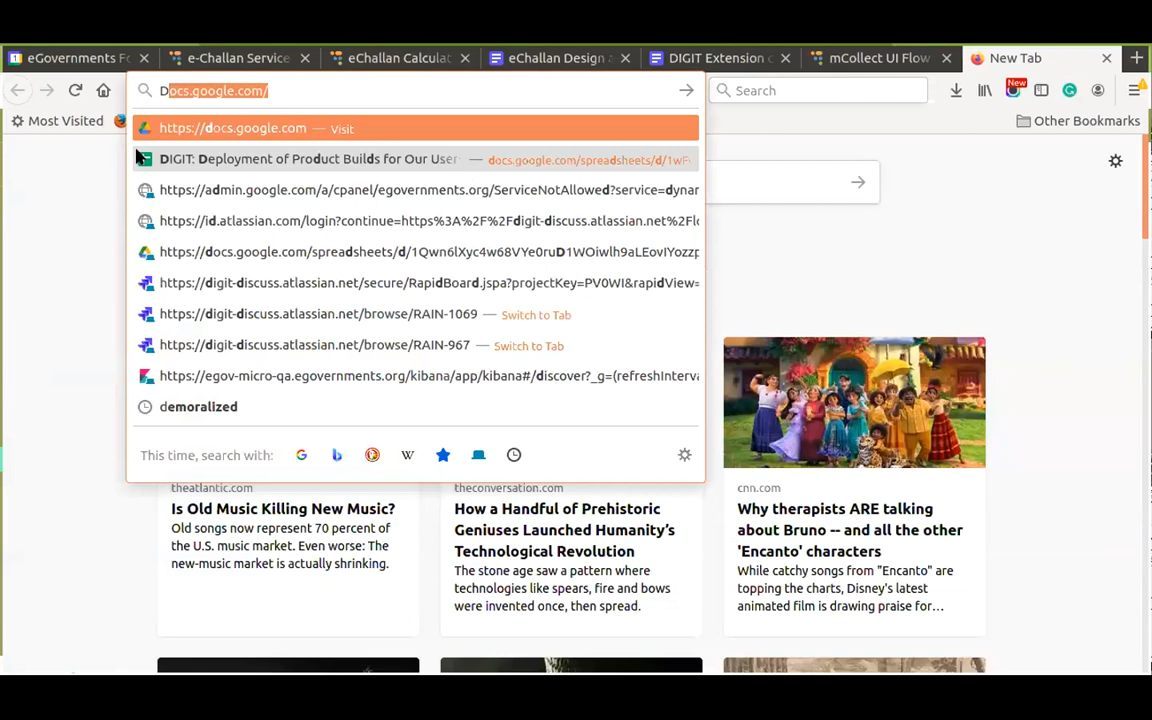 eGovernments Fo
e-Challan Service
eChallan Calculat
eChallan Design a
DIGIT Extension c
mCollect UI Flow
New Tab
Docs.google.com/
Search
New
Most Visited
Other Bookmarks
https://docs.google.com — Visit
DIGIT: Deployment of Product Builds for Our User — docs.google.com/spreadsheets/d/1wF
https://admin.google.com/a/cpanel/egovernments.org/ServiceNotAllowed?service=dynar
https://id.atlassian.com/login?continue=https%3A%2F%2Fdigit-discuss.atlassian.net%2Flo
https://docs.google.com/spreadsheets/d/1Qwn6lXyc4w68VYe0ruD1WOiwlh9aLEovIYozzp
https://digit-discuss.atlassian.net/secure/RapidBoard.jspa?projectKey=PV0WI&rapidView=
https://digit-discuss.atlassian.net/browse/RAIN-1069 — Switch to Tab
https://digit-discuss.atlassian.net/browse/RAIN-967 — Switch to Tab
https://egov-micro-qa.egovernments.org/kibana/app/kibana#/discover?_g=(refreshInterva
demoralized
This time, search with:
theatlantic.com
Is Old Music Killing New Music?
Old songs now represent 70 percent of
the U.S. music market. Even worse: The
new-music market is actually shrinking.
theconversation.com
How a Handful of Prehistoric
Geniuses Launched Humanity's
Technological Revolution
The stone age saw a pattern where
technologies like spears, fire and bows
were invented once, then spread.
cnn.com
Why therapists ARE talking
about Bruno -- and all the other
'Encanto' characters
While catchy songs from "Encanto" are
topping the charts, Disney's latest
animated film is drawing praise for…